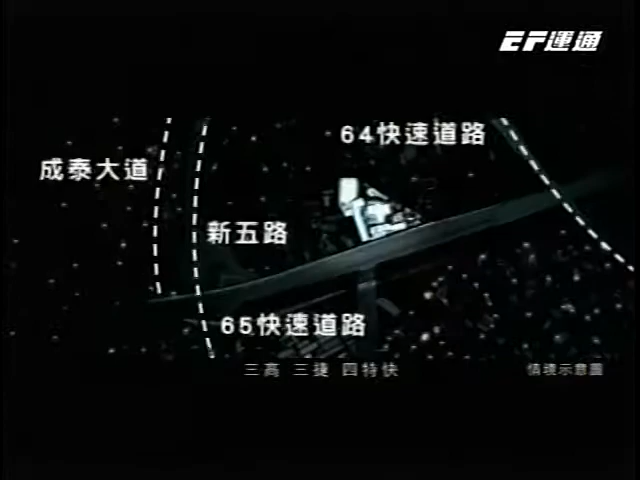 EF運通
64快速道路
成泰大道
新五路
65快速道路
三高 三捷 四特快
情境示意圖